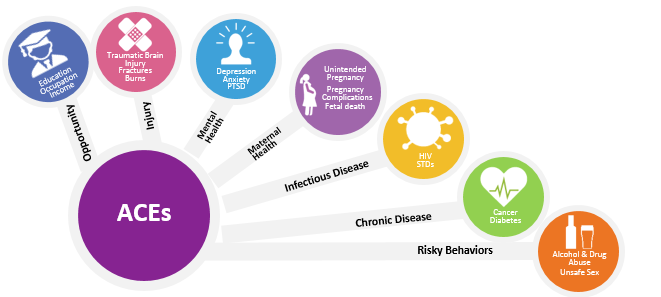 Education
Occupation
Income
Opportunity
Traumatic Brain
Injury
Fractures
Burns
Injury
Depression
Anxiety
PTSD
Mental
Health
Unintended
Pregnancy
Pregnancy
Complications
Fetal death
Maternal
Health
HIV
STDs
Infectious Disease
Cancer
Diabetes
Chronic Disease
Alcohol & Drug
Abuse
Unsafe Sex
Risky Behaviors
ACEs